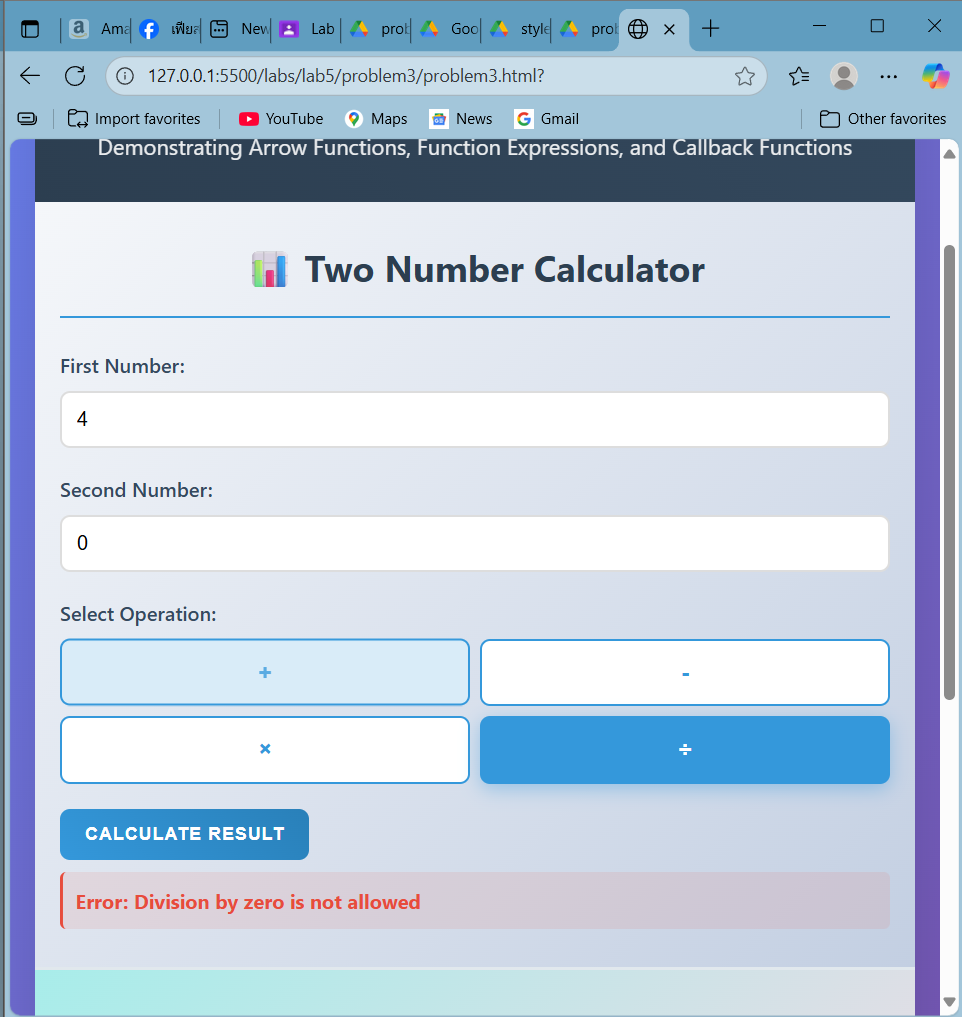 Ama
เฟียส
New
Lab
prob
Goo
style
prob
127.0.0.1:5500/labs/lab5/problem3/problem3.html?
Import favorites
YouTube
Maps
News
Gmail
Other favorites
Demonstrating Arrow Functions, Function Expressions, and Callback Functions
Two Number Calculator
First Number:
4
Second Number:
0
Select Operation:
+
-
×
÷
CALCULATE RESULT
Error: Division by zero is not allowed